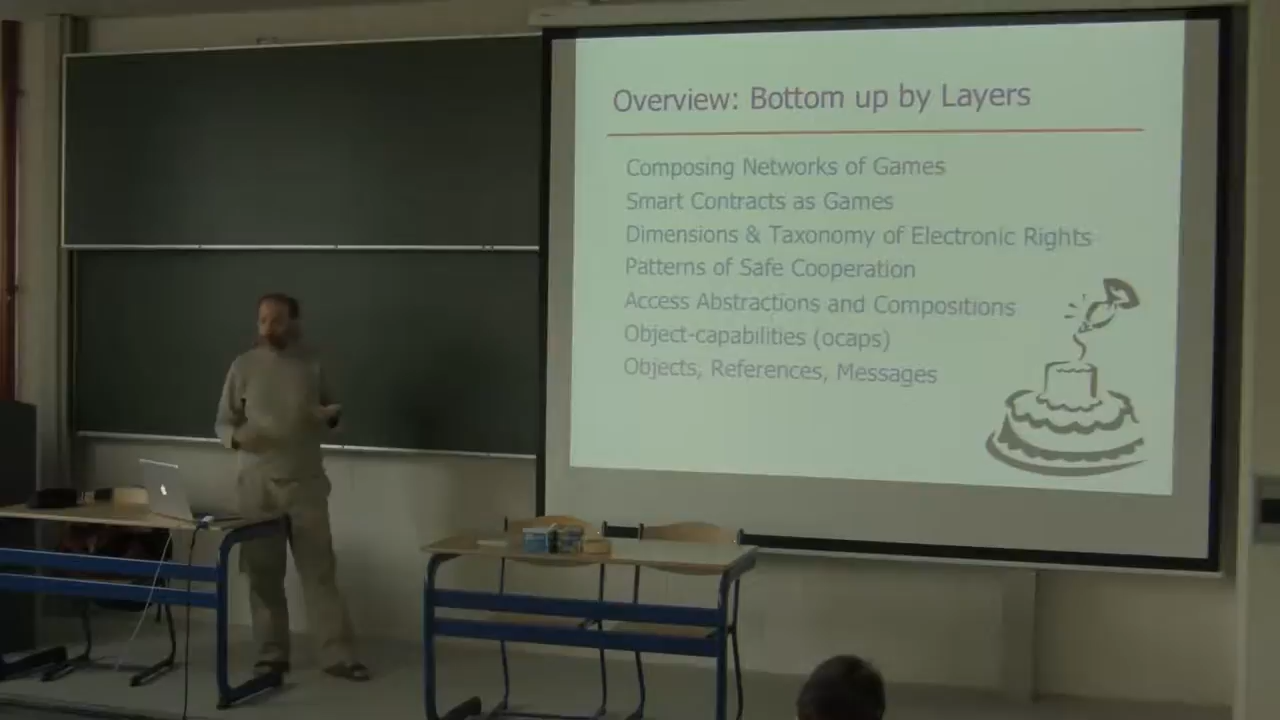 Overview: Bottom up by Layers
Composing Networks of Games
Smart Contracts as Games
Dimensions & Taxonomy of Electronic Rights
Patterns of Safe Cooperation
Access Abstractions and Compositions
Object-capabilities (ocaps)
Objects, References, Messages